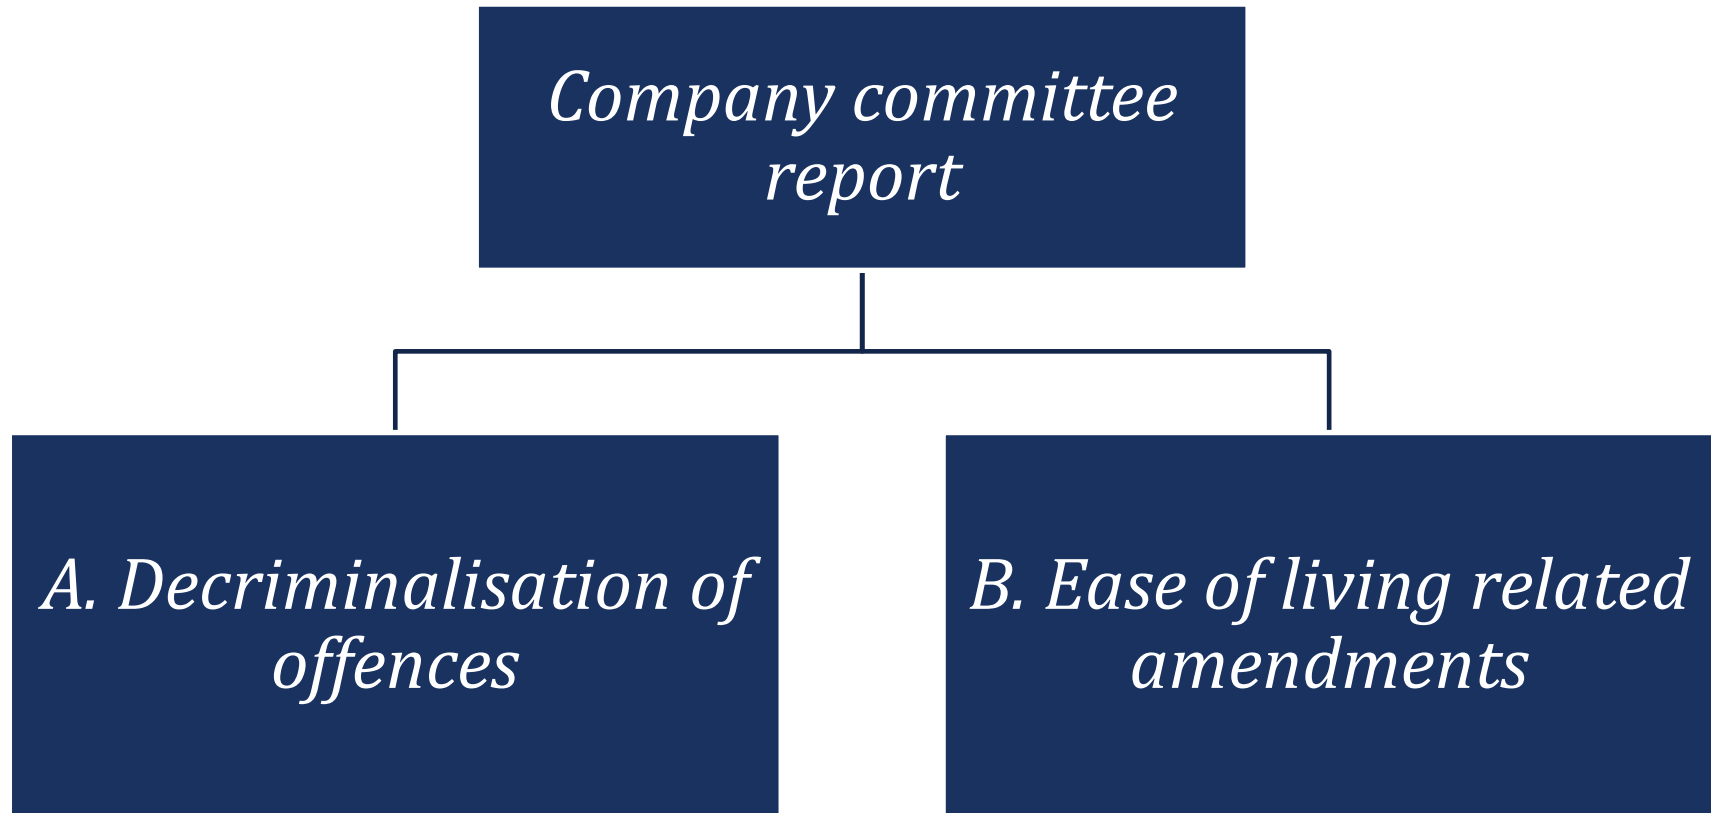 Company committee
report
A. Decriminalisation of
offences
B. Ease of living related
amendments